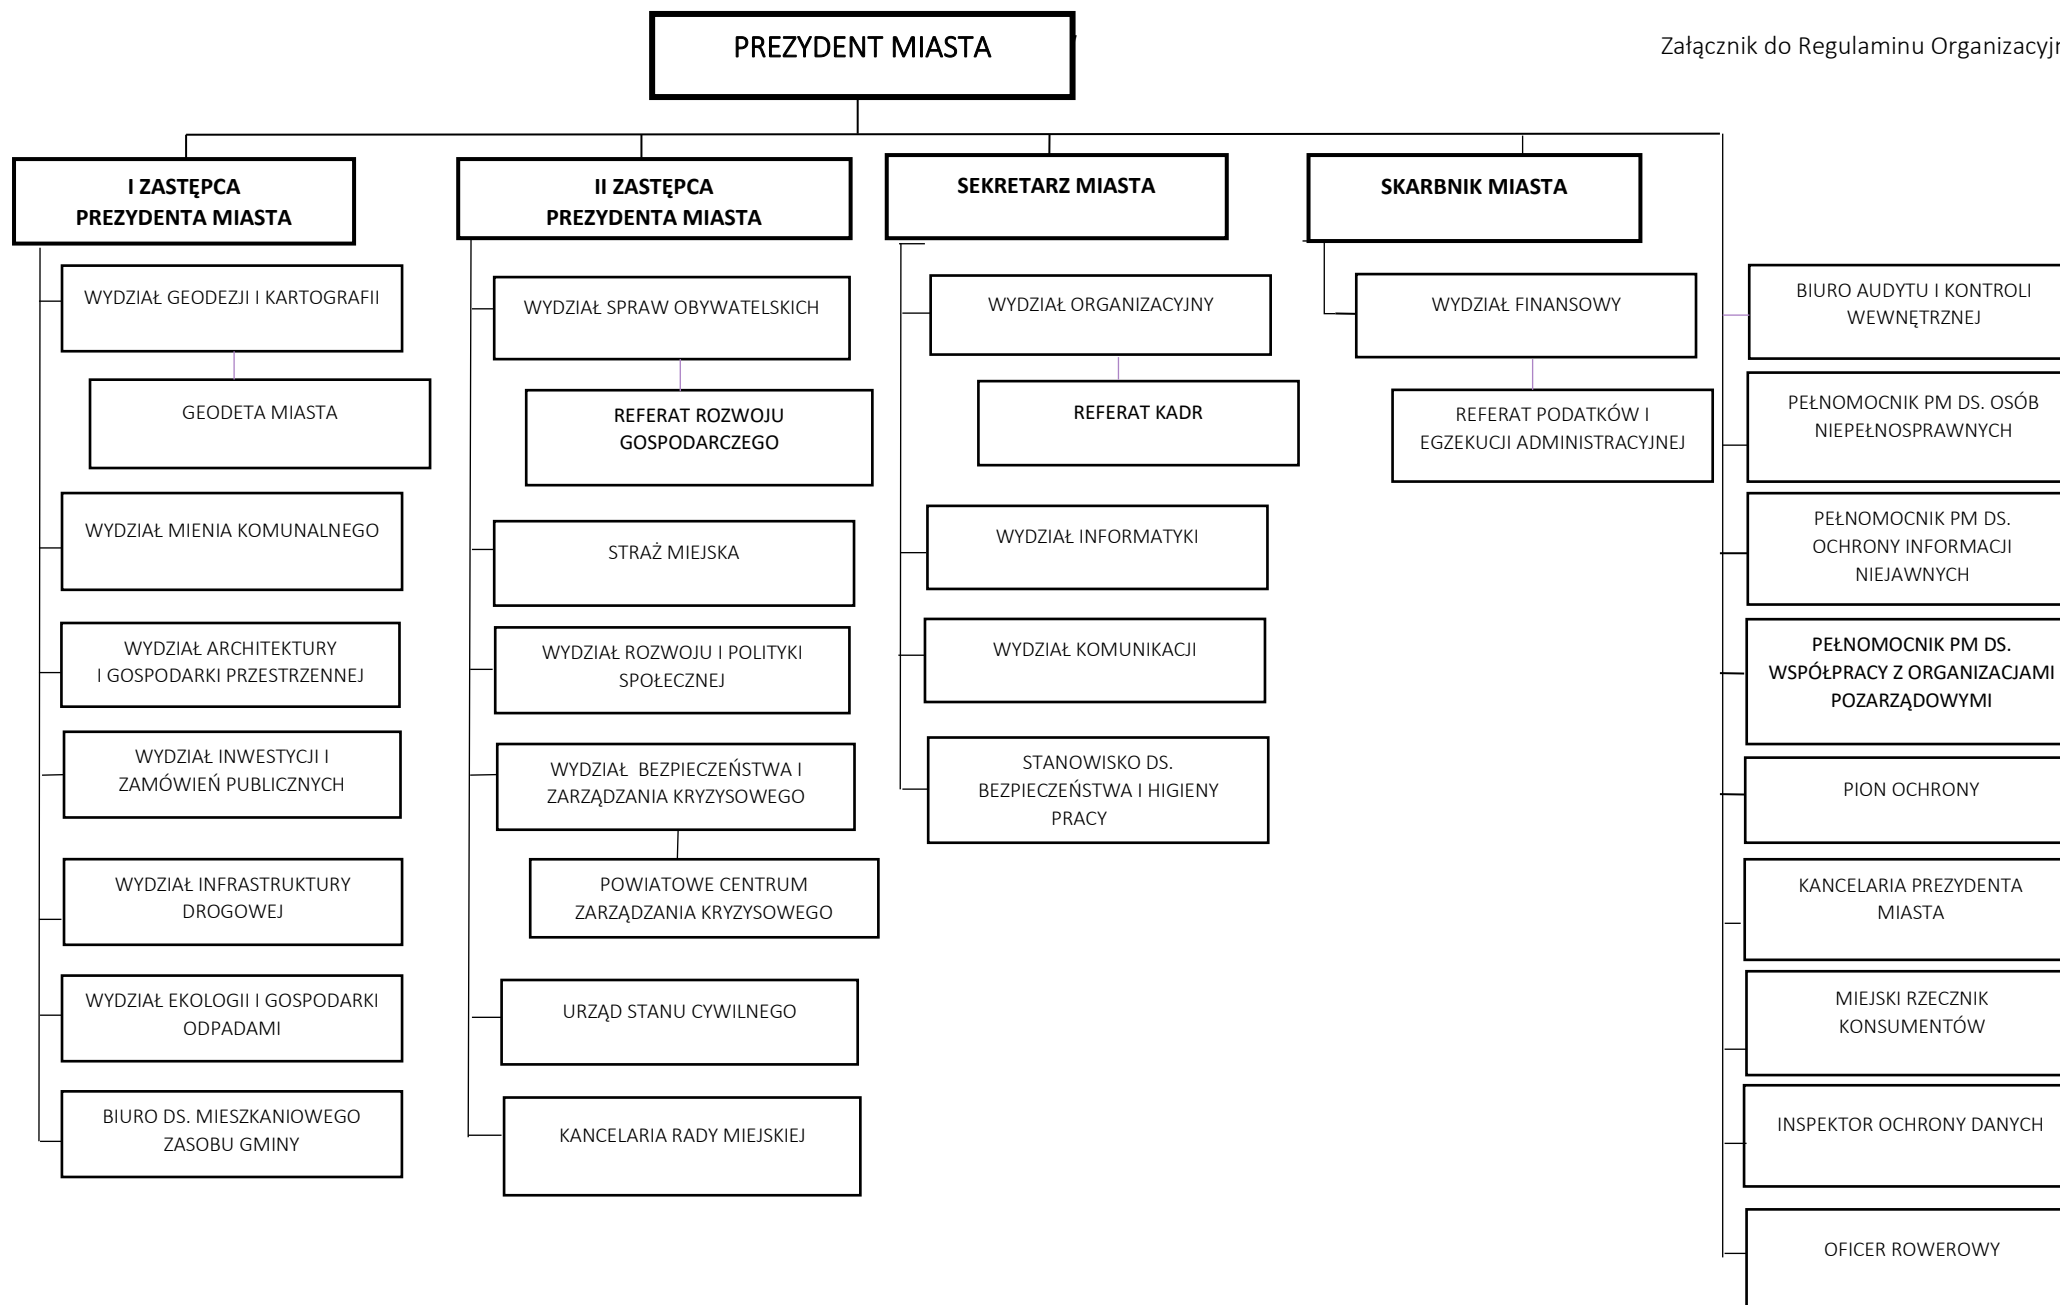 PREZYDENT MIASTA
Załącznik do Regulaminu
I ZASTĘPCA
PREZYDENTA MIASTA
WYDZIAŁ GEODEZJI I KARTOGRAFII
GEODETA MIASTA
WYDZIAŁ MIENIA KOMUNALNEGO
WYDZIAŁ ARCHITEKTURY
I GOSPODARKI PRZESTRZENNEJ
WYDZIAŁ INWESTYCJI I
ZAMÓWIEŃ PUBLICZNYCH
WYDZIAŁ INFRASTRUKTURY
DROGOWEJ
WYDZIAŁ EKOLOGII I GOSPODARKI
ODPADAMI
BIURO DS. MIESZKANIOWEGO
ZASOBU GMINY
II ZASTĘPCA
PREZYDENTA MIASTA
WYDZIAŁ SPRAW OBYWATELSKICH
REFERAT ROZWOJU
GOSPODARCZEGO
STRAŻ MIEJSKA
WYDZIAŁ ROZWOJU I POLITYKI
SPOŁECZNEJ
WYDZIAŁ BEZPIECZEŃSTWA I
ZARZĄDZANIA KRYZYSOWEGO
POWIATOWE CENTRUM
ZARZĄDZANIA KRYZYSOWEGO
URZĄD STANU CYWILNEGO
KANCELARIA RADY MIEJSKIEJ
SEKRETARZ MIASTA
WYDZIAŁ ORGANIZACYJNY
REFERAT KADR
WYDZIAŁ INFORMATYKI
WYDZIAŁ KOMUNIKACJI
STANOWISKO DS.
BEZPIECZEŃSTWA I HIGIENY
PRACY
SKARBNIK MIASTA
WYDZIAŁ FINANSOWY
REFERAT PODATKÓW I
EGZEKUCJI ADMINISTRACYJNEJ
BIURO AUDYTU I KONTROLI
WEWNĘTRZNEJ
PEŁNOMOCNIK PM DS. OSÓB
NIEPEŁNOSPRAWNYCH
PEŁNOMOCNIK PM DS.
OCHRONY INFORMACJI
NIEJAWNYCH
PEŁNOMOCNIK PM DS.
WSPÓŁPRACY Z ORGANIZACJAMI
POZARZĄDOWYMI
PION OCHRONY
KANCELARIA PREZYDENTA
MIASTA
MIEJSKI RZECZNIK
KONSUMENTÓW
INSPEKTOR OCHRONY DANYCH
OFICER ROWEROWY